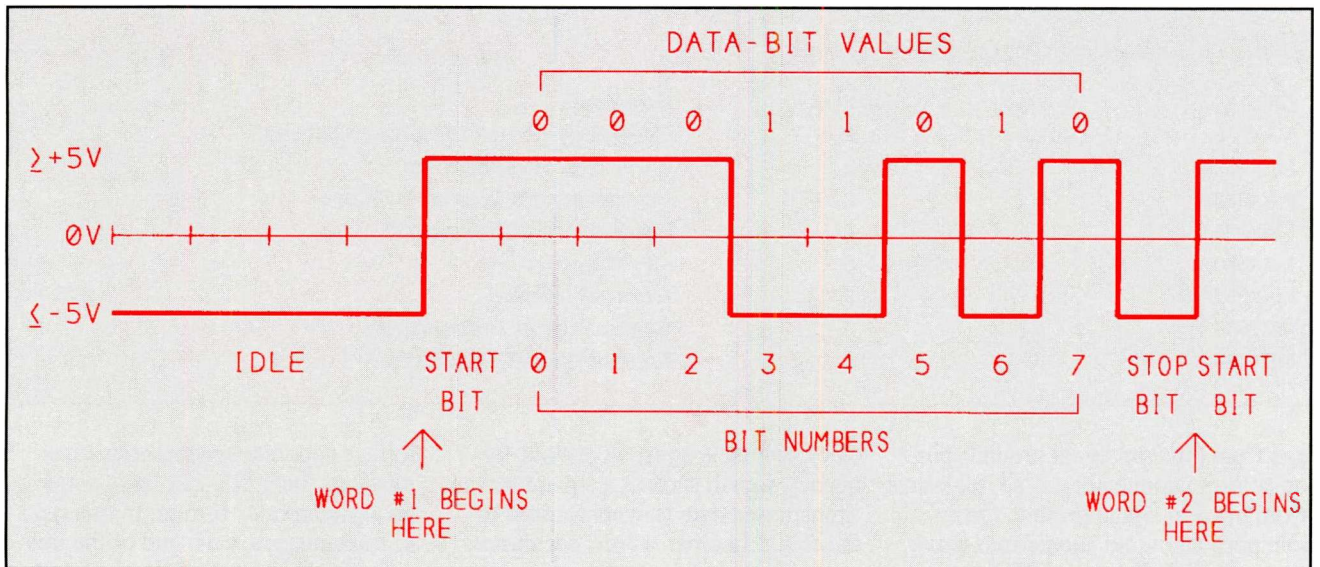 DATA-BIT VALUES
0 0 0 1 1 0 1 0
≥+5V
0V
≤-5V
IDLE START BIT 0 1 2 3 4 5 6 7 STOP BIT START BIT
BIT NUMBERS
WORD #1 BEGINS HERE
WORD #2 BEGINS HERE